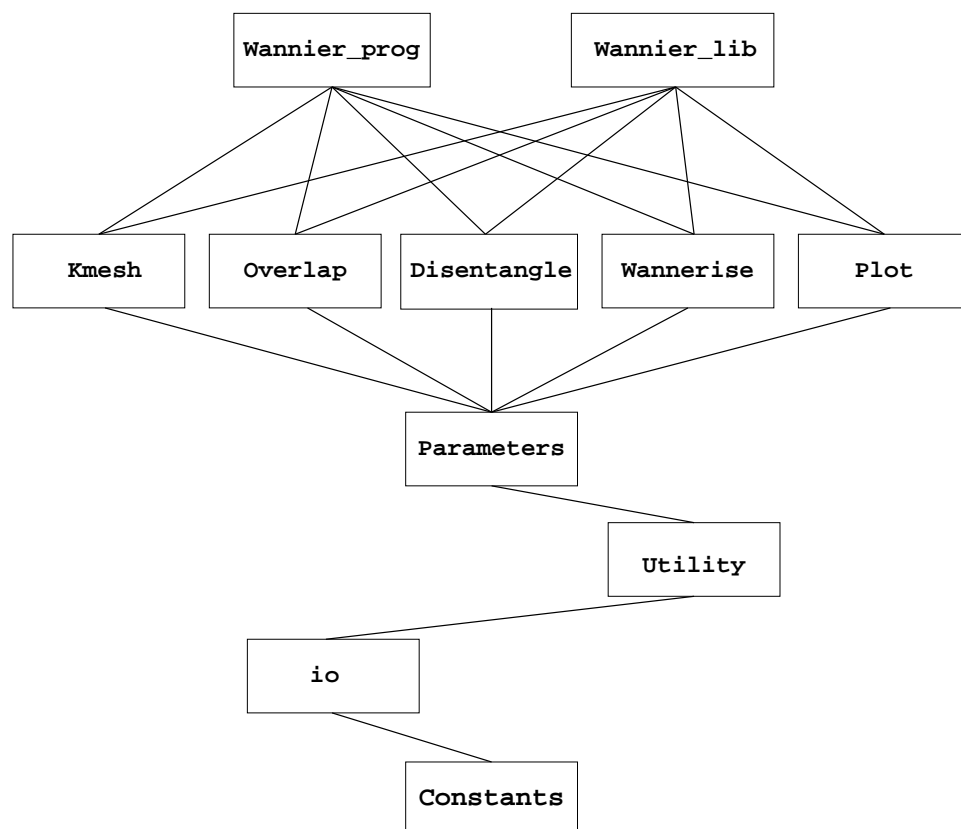 Wannier_prog
Wannier_lib
Kmesh
Overlap
Disentangle
Wannerise
Plot
Parameters
Utility
io
Constants